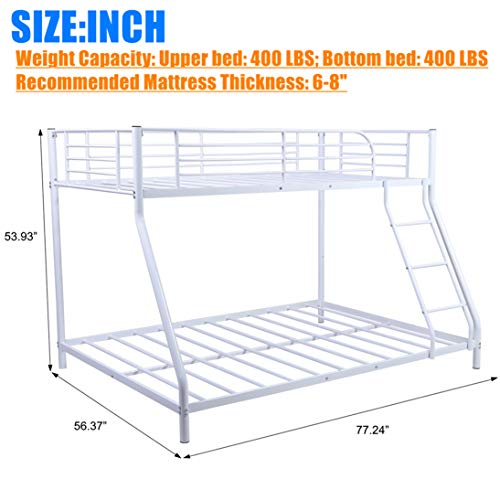 SIZE:INCH
Weight Capacity: Upper bed: 400 LBS; Bottom bed: 400 LBS
Recommended Mattress Thickness: 6-8"
53.93"
56.37"
77.24"